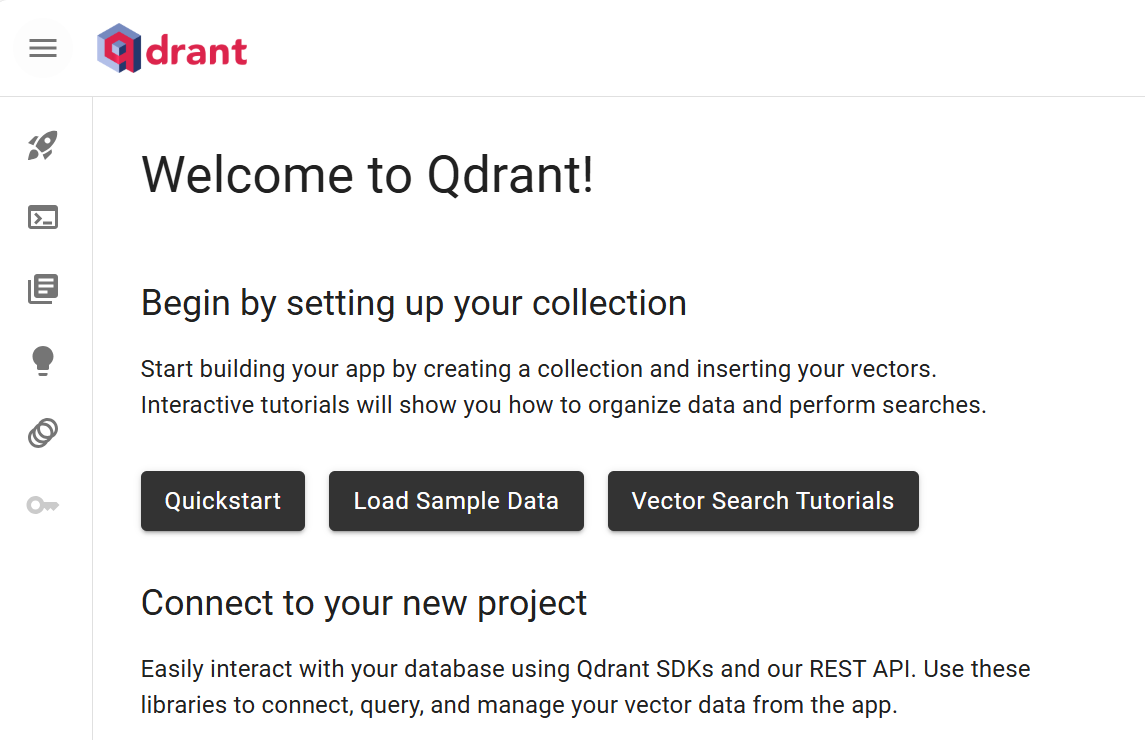 qdrant
Welcome to Qdrant!
Begin by setting up your collection
Start building your app by creating a collection and inserting your vectors.
Interactive tutorials will show you how to organize data and perform searches.
Quickstart
Load Sample Data
Vector Search Tutorials
Connect to your new project
Easily interact with your database using Qdrant SDKs and our REST API. Use these
libraries to connect, query, and manage your vector data from the app.